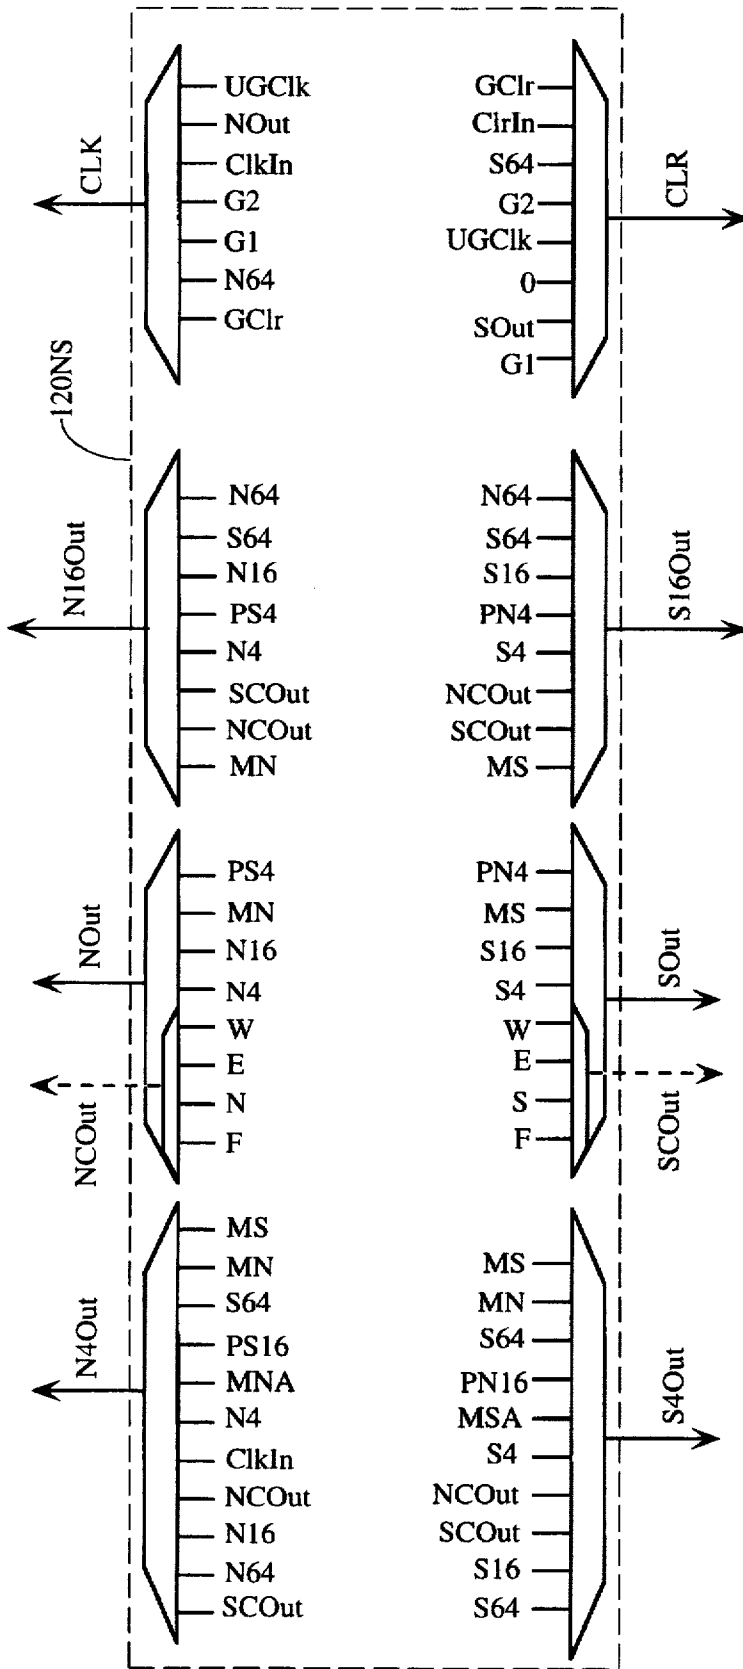 CLK
UGClk
NOut
ClkIn
G2
G1
N64
GClr
GClr
ClrIn
S64
G2
UGClk
0
SOut
G1
CLR
120NS
N16Out
N64
S64
N16
PS4
N4
SCOut
NCOut
MN
N64
S64
S16
PN4
S4
NCOut
SCOut
MS
S16Out
NOut
NCOut
PS4
MN
N16
N4
W
E
N
F
PN4
MS
S16
S4
W
E
S
F
SOut
SCOut
N4Out
MS
MN
S64
PS16
MNA
N4
ClkIn
NCOut
N16
N64
SCOut
MS
MN
S64
PN16
MSA
S4
NCOut
SCOut
S16
S64
S4Out